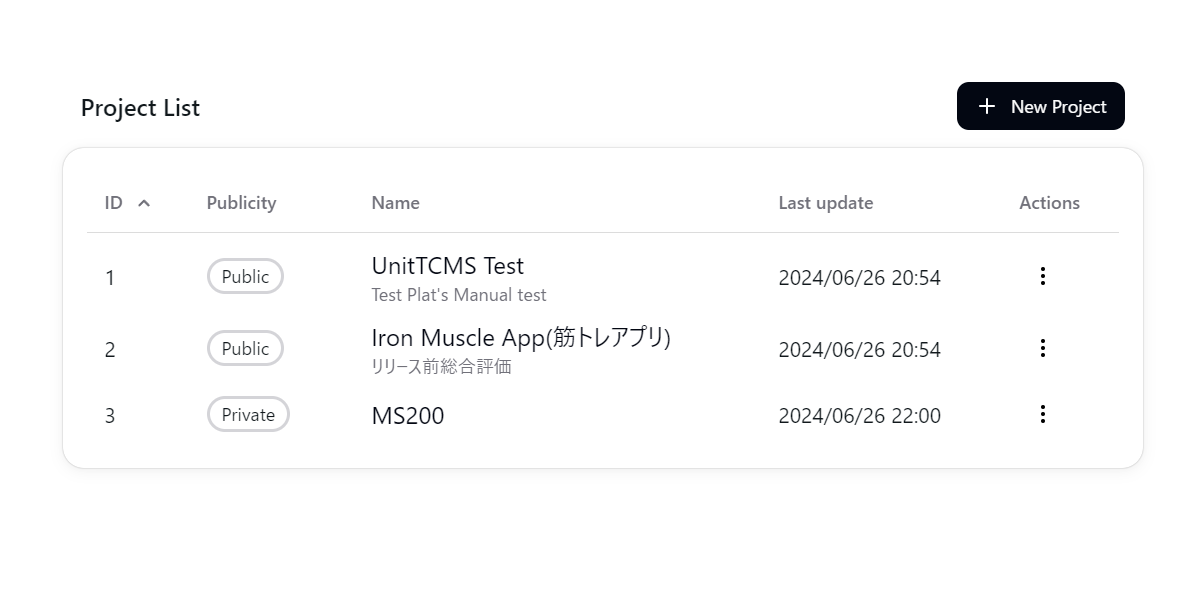 Project List
New Project
ID Publicity Name Last update Actions
1 Public UnitTCMS Test 2024/06/26 20:54
Test Plat's Manual test
2 Public Iron Muscle App(筋トレアプリ) 2024/06/26 20:54
リリース前総合評価
3 Private MS200 2024/06/26 22:00